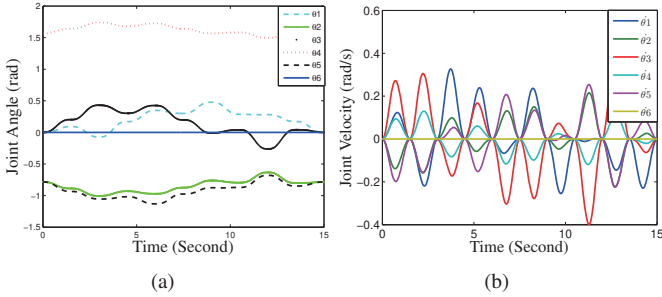 2
1.5
1
0.5
0
−0.5
−1
−1.5
0 5 10 15
Joint Angle (rad)
Time (Second)
θ1
θ2
θ3
θ4
θ5
θ6
(a)
0.6
0.4
0.2
0
−0.2
−0.4
0 5 10 15
Joint Velocity (rad/s)
Time (Second)
θ̇1
θ̇2
θ̇3
θ̇4
θ̇5
θ̇6
(b)